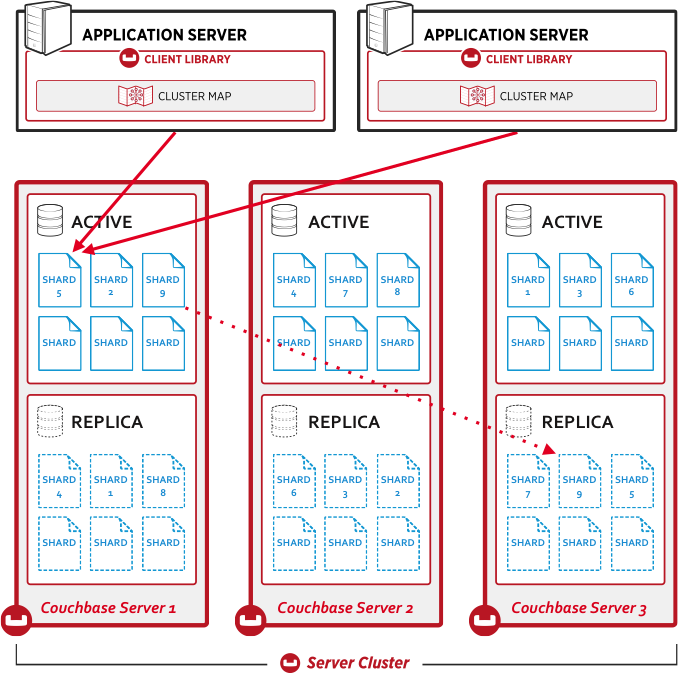 APPLICATION SERVER
CLIENT LIBRARY
CLUSTER MAP
APPLICATION SERVER
CLIENT LIBRARY
CLUSTER MAP
ACTIVE
SHARD 5
SHARD 2
SHARD 9
SHARD
SHARD
SHARD
REPLICA
SHARD 4
SHARD 1
SHARD 8
SHARD
SHARD
SHARD
Couchbase Server 1
ACTIVE
SHARD 4
SHARD 7
SHARD 8
SHARD
SHARD
SHARD
REPLICA
SHARD 6
SHARD 3
SHARD 2
SHARD
SHARD
SHARD
Couchbase Server 2
ACTIVE
SHARD 1
SHARD 3
SHARD 6
SHARD
SHARD
SHARD
REPLICA
SHARD 7
SHARD 9
SHARD 5
SHARD
SHARD
SHARD
Couchbase Server 3
Server Cluster